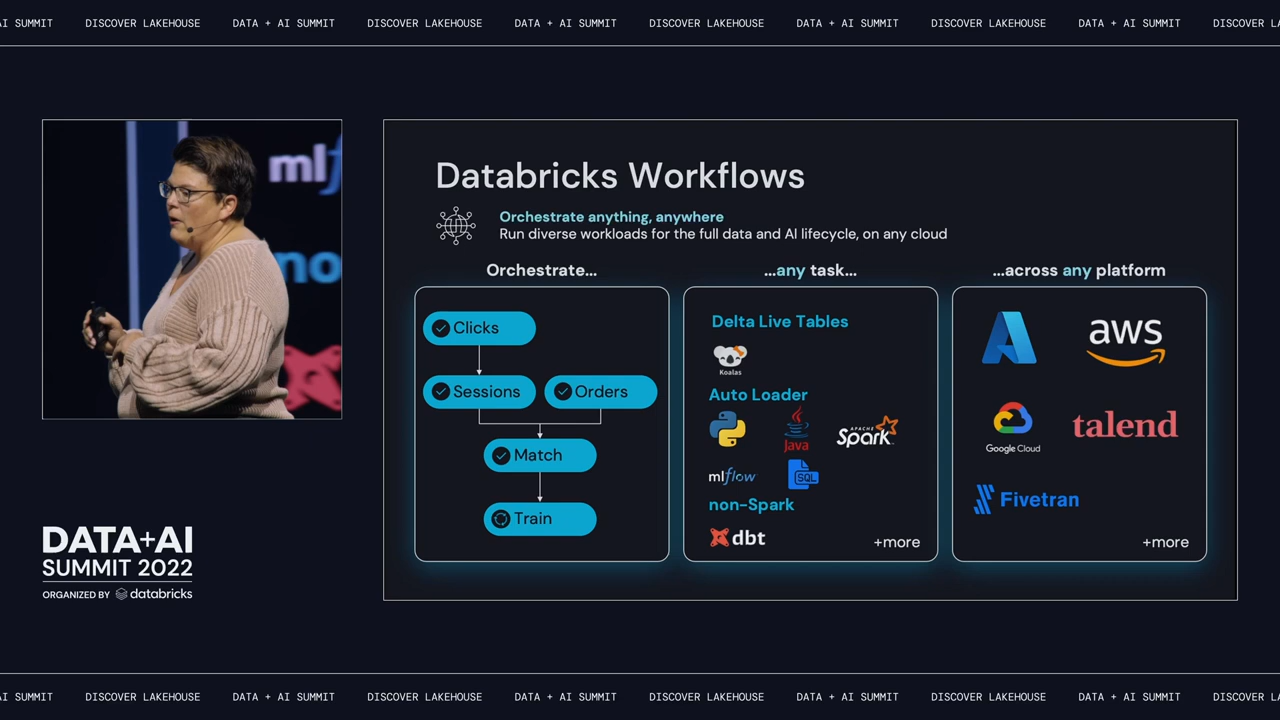 AI SUMMIT DISCOVER LAKEHOUSE DATA + AI SUMMIT DISCOVER LAKEHOUSE DATA + AI SUMMIT DISCOVER LAKEHOUSE DATA + AI SUMMIT DISCOVER LAKEHOUSE DATA + AI SUMMIT DISCOVER L
ml
no
DATA+AI
SUMMIT 2022
ORGANIZED BY databricks
Databricks Workflows
Orchestrate anything, anywhere
Run diverse workloads for the full data and AI lifecycle, on any cloud
Orchestrate...
Clicks
Sessions
Orders
Match
Train
...any task...
Delta Live Tables
Koalas
Auto Loader
Java
APACHE
Spark
mlflow
SQL
non-Spark
dbt
+more
...across any platform
aws
Google Cloud
talend
Fivetran
+more
AI SUMMIT DISCOVER LAKEHOUSE DATA + AI SUMMIT DISCOVER LAKEHOUSE DATA + AI SUMMIT DISCOVER LAKEHOUSE DATA + AI SUMMIT DISCOVER LAKEHOUSE DATA + AI SUMMIT DISCOVER L